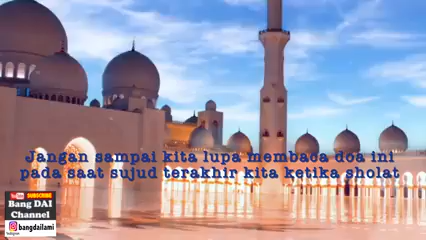 Jangan sampai kita lupa membaca doa ini
pada saat sujud terakhir kita ketika sholat
SUBSCRIBE
Bang DAI
Channel
bangdailami